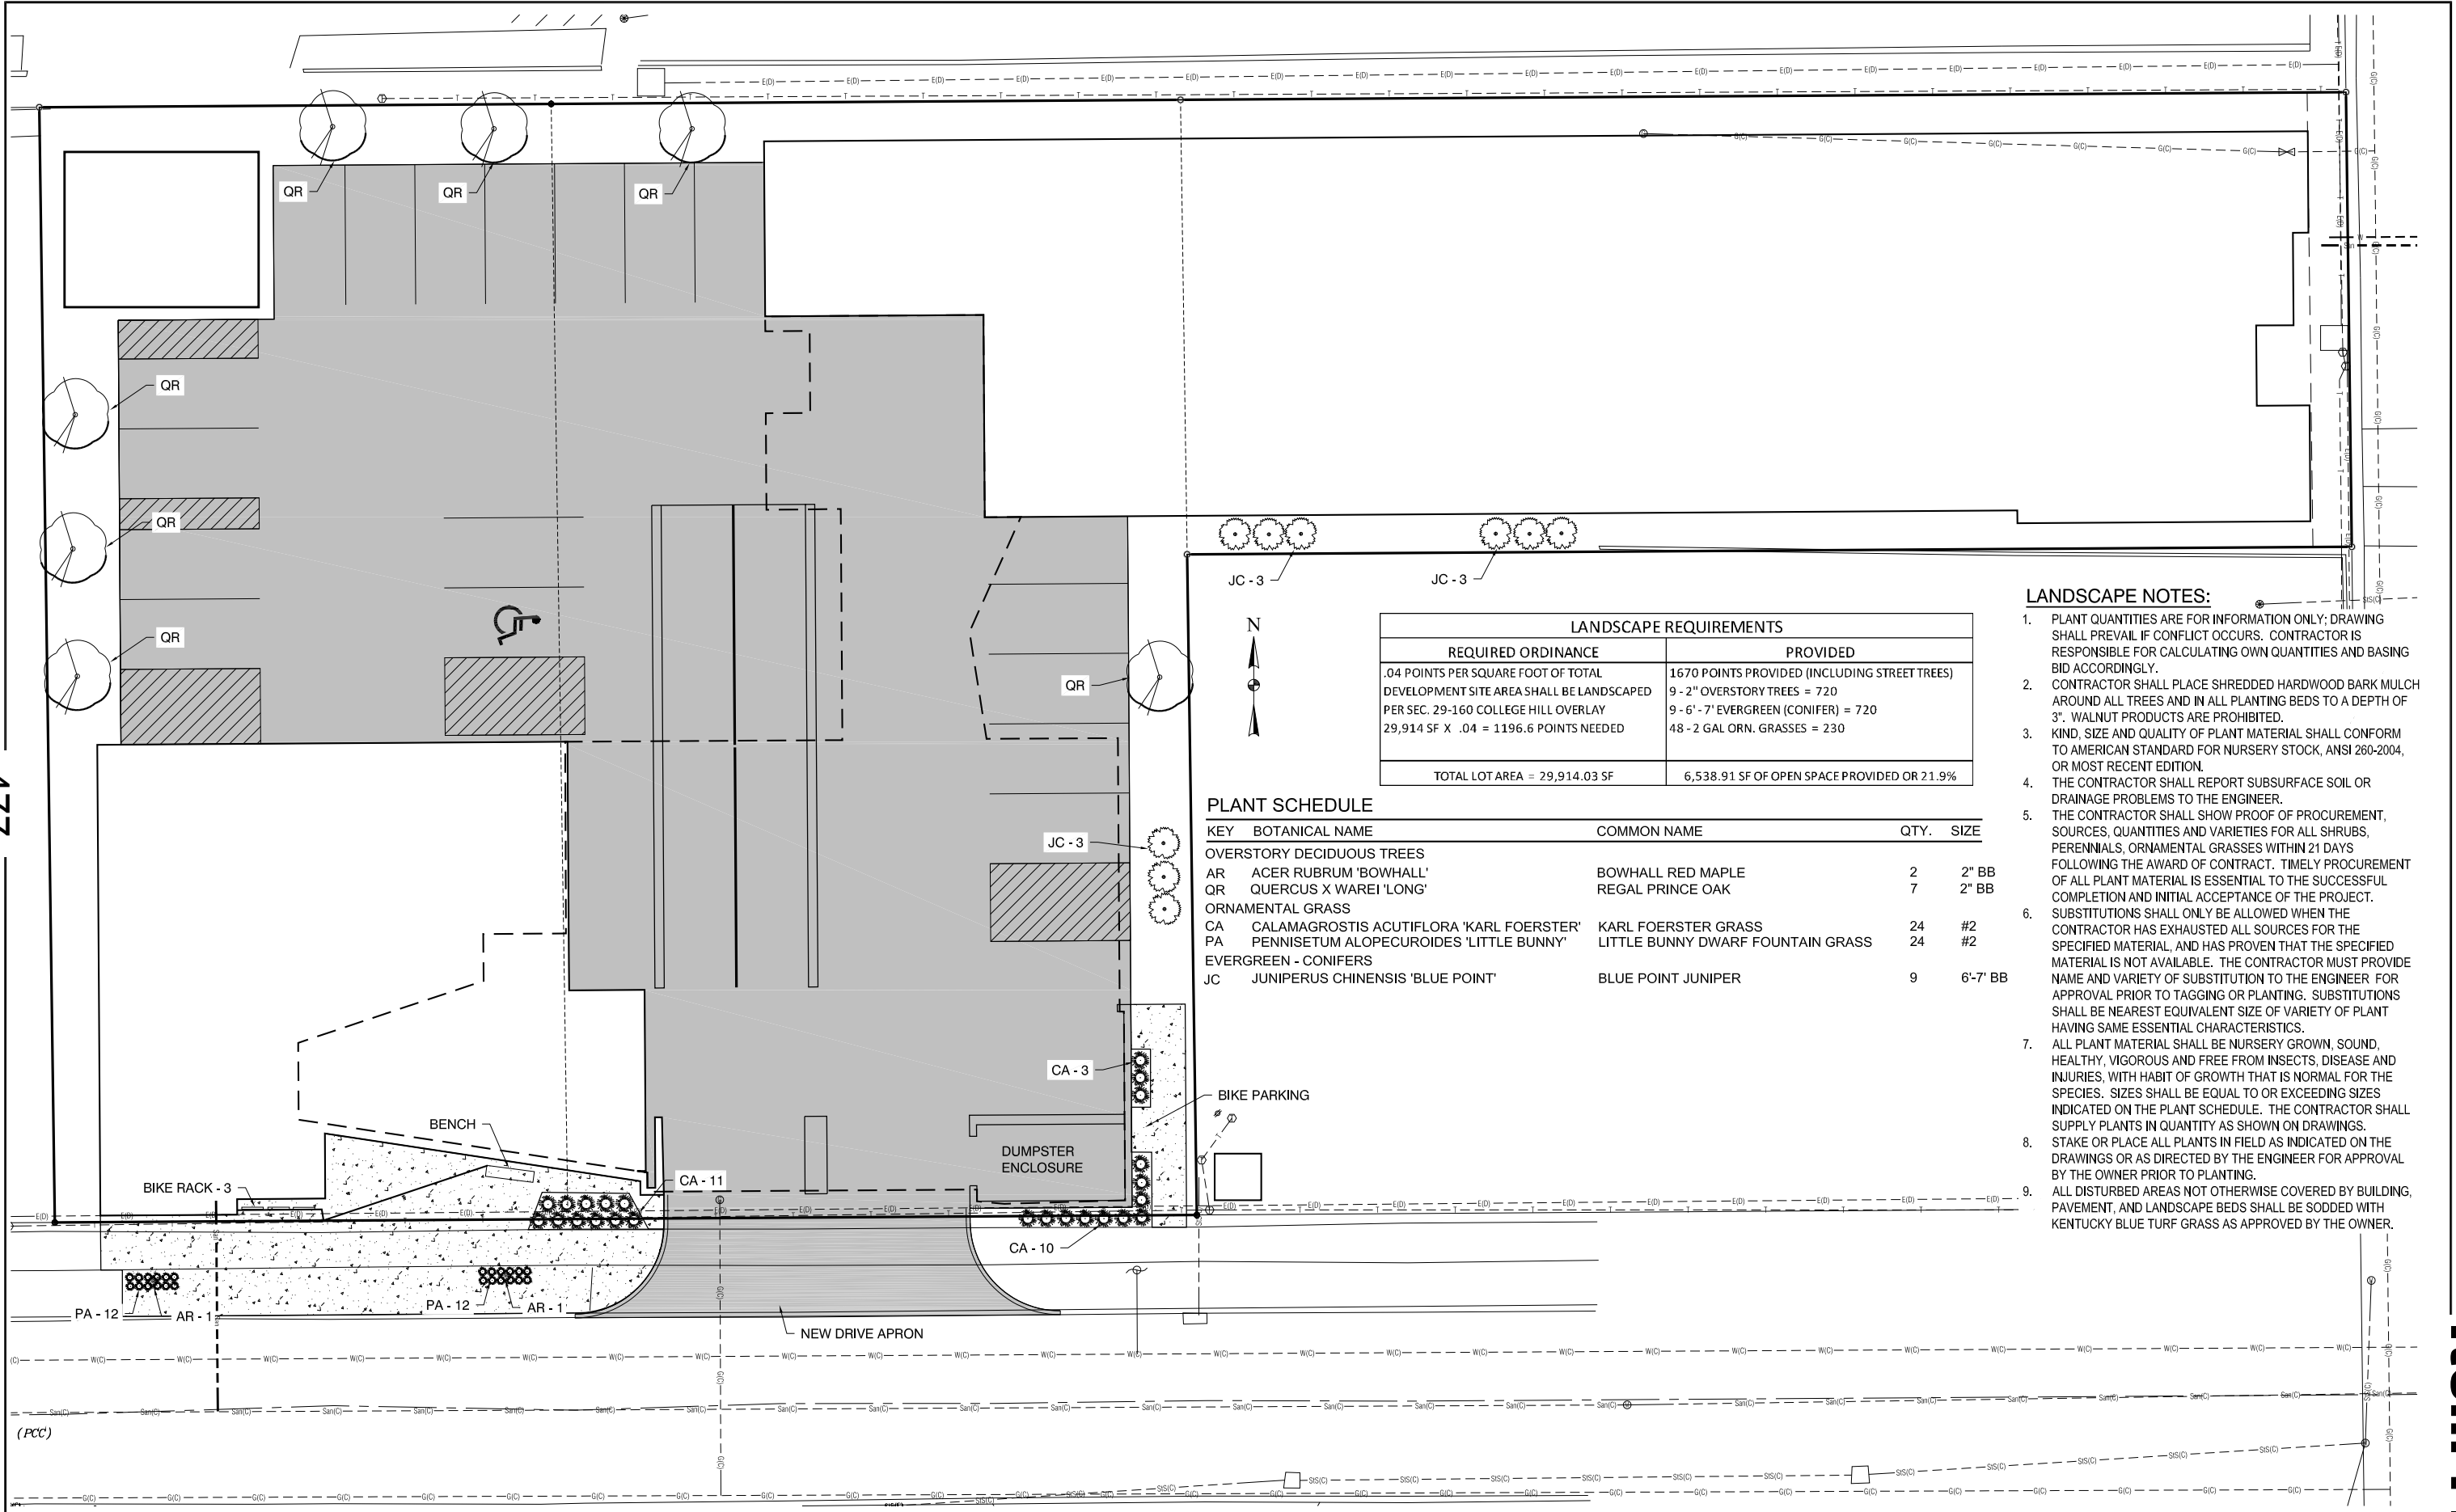 QR
QR
QR
QR
QR
QR
QR
JC - 3
JC - 3
JC - 3
N
CA - 3
CA - 11
CA - 10
BENCH
BIKE RACK - 3
BIKE PARKING
DUMPSTER
ENCLOSURE
PA - 12
AR - 1
PA - 12
AR - 1
NEW DRIVE APRON
(PCC)
LANDSCAPE REQUIREMENTS
REQUIRED ORDINANCE
.04 POINTS PER SQUARE FOOT OF TOTAL
DEVELOPMENT SITE AREA SHALL BE LANDSCAPED
PER SEC. 29-160 COLLEGE HILL OVERLAY
29,914 SF X .04 = 1196.6 POINTS NEEDED
TOTAL LOT AREA = 29,914.03 SF
PROVIDED
1670 POINTS PROVIDED (INCLUDING STREET TREES)
9 - 2" OVERSTORY TREES = 720
9 - 6' - 7' EVERGREEN (CONIFER) = 720
48 - 2 GAL ORN. GRASSES = 230
6,538.91 SF OF OPEN SPACE PROVIDED OR 21.9%
PLANT SCHEDULE
KEY BOTANICAL NAME COMMON NAME QTY. SIZE
OVERSTORY DECIDUOUS TREES
AR ACER RUBRUM 'BOWHALL' BOWHALL RED MAPLE 2 2" BB
QR QUERCUS X WAREI 'LONG' REGAL PRINCE OAK 7 2" BB
ORNAMENTAL GRASS
CA CALAMAGROSTIS ACUTIFLORA 'KARL FOERSTER' KARL FOERSTER GRASS 24 #2
PA PENNISETUM ALOPECUROIDES 'LITTLE BUNNY' LITTLE BUNNY DWARF FOUNTAIN GRASS 24 #2
EVERGREEN - CONIFERS
JC JUNIPERUS CHINENSIS 'BLUE POINT' BLUE POINT JUNIPER 9 6'-7' BB
LANDSCAPE NOTES:
1. PLANT QUANTITIES ARE FOR INFORMATION ONLY; DRAWING
SHALL PREVAIL IF CONFLICT OCCURS. CONTRACTOR IS
RESPONSIBLE FOR CALCULATING OWN QUANTITIES AND BASING
BID ACCORDINGLY.
2. CONTRACTOR SHALL PLACE SHREDDED HARDWOOD BARK MULCH
AROUND ALL TREES AND IN ALL PLANTING BEDS TO A DEPTH OF
3". WALNUT PRODUCTS ARE PROHIBITED.
3. KIND, SIZE AND QUALITY OF PLANT MATERIAL SHALL CONFORM
TO AMERICAN STANDARD FOR NURSERY STOCK, ANSI 260-2004,
OR MOST RECENT EDITION.
4. THE CONTRACTOR SHALL REPORT SUBSURFACE SOIL OR
DRAINAGE PROBLEMS TO THE ENGINEER.
5. THE CONTRACTOR SHALL SHOW PROOF OF PROCUREMENT,
SOURCES, QUANTITIES AND VARIETIES FOR ALL SHRUBS,
PERENNIALS, ORNAMENTAL GRASSES WITHIN 21 DAYS
FOLLOWING THE AWARD OF CONTRACT. TIMELY PROCUREMENT
OF ALL PLANT MATERIAL IS ESSENTIAL TO THE SUCCESSFUL
COMPLETION AND INITIAL ACCEPTANCE OF THE PROJECT.
6. SUBSTITUTIONS SHALL ONLY BE ALLOWED WHEN THE
CONTRACTOR HAS EXHAUSTED ALL SOURCES FOR THE
SPECIFIED MATERIAL, AND HAS PROVEN THAT THE SPECIFIED
MATERIAL IS NOT AVAILABLE. THE CONTRACTOR MUST PROVIDE
NAME AND VARIETY OF SUBSTITUTION TO THE ENGINEER FOR
APPROVAL PRIOR TO TAGGING OR PLANTING. SUBSTITUTIONS
SHALL BE NEAREST EQUIVALENT SIZE OF VARIETY OF PLANT
HAVING SAME ESSENTIAL CHARACTERISTICS.
7. ALL PLANT MATERIAL SHALL BE NURSERY GROWN, SOUND,
HEALTHY, VIGOROUS AND FREE FROM INSECTS, DISEASE AND
INJURIES, WITH HABIT OF GROWTH THAT IS NORMAL FOR THE
SPECIES. SIZES SHALL BE EQUAL TO OR EXCEEDING SIZES
INDICATED ON THE PLANT SCHEDULE. THE CONTRACTOR SHALL
SUPPLY PLANTS IN QUANTITY AS SHOWN ON DRAWINGS.
8. STAKE OR PLACE ALL PLANTS IN FIELD AS INDICATED ON THE
DRAWINGS OR AS DIRECTED BY THE ENGINEER FOR APPROVAL
BY THE OWNER PRIOR TO PLANTING.
9. ALL DISTURBED AREAS NOT OTHERWISE COVERED BY BUILDING,
PAVEMENT, AND LANDSCAPE BEDS SHALL BE SODDED WITH
KENTUCKY BLUE TURF GRASS AS APPROVED BY THE OWNER.